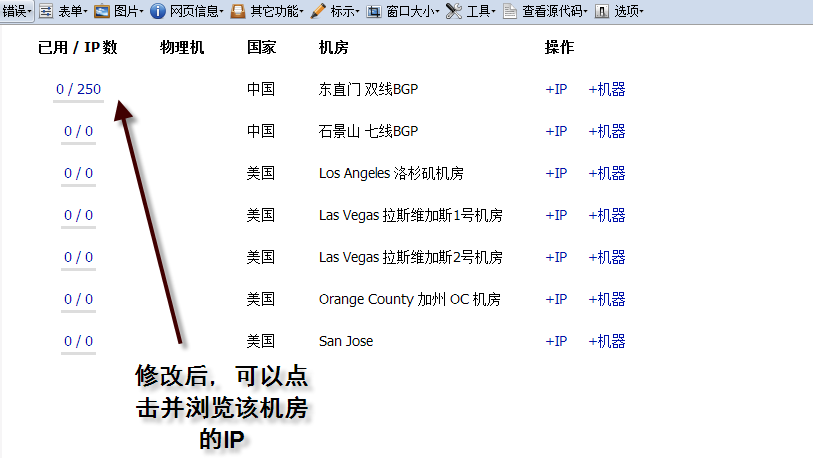 错误· 表单· 图片· 网页信息· 其它功能· 标示· 窗口大小· 工具· 查看源代码· 选项·
已用 / IP 数 物理机 国家 机房 操作
0 / 250 中国 东直门 双线BGP +IP +机器
0 / 0 中国 石景山 七线BGP +IP +机器
0 / 0 美国 Los Angeles 洛杉矶机房 +IP +机器
0 / 0 美国 Las Vegas 拉斯维加斯1号机房 +IP +机器
0 / 0 美国 Las Vegas 拉斯维加斯2号机房 +IP +机器
0 / 0 美国 Orange County 加州 OC 机房 +IP +机器
0 / 0 美国 San Jose +IP +机器
修改后，可以点
击并浏览该机房
的IP